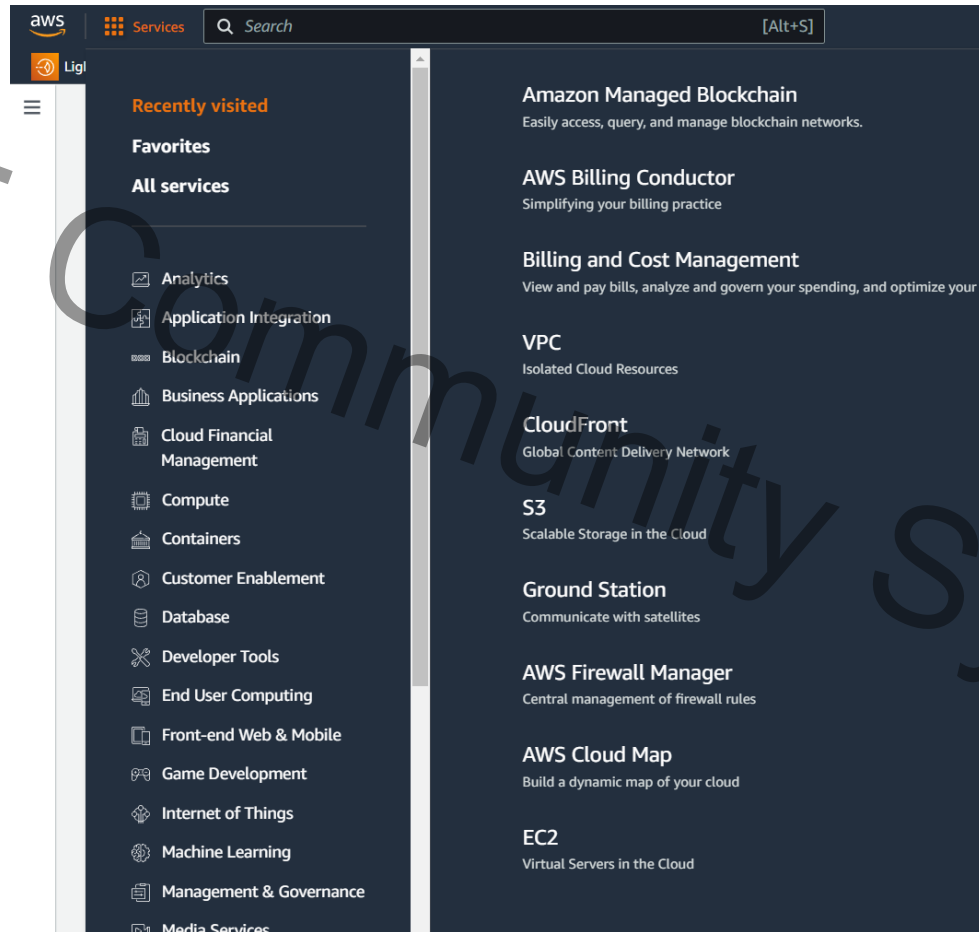 aws
Services
Search
[Alt+S]
Ligl
Recently visited
Favorites
All services
Analytics
Application Integration
Blockchain
Business Applications
Cloud Financial
Management
Compute
Containers
Customer Enablement
Database
Developer Tools
End User Computing
Front-end Web & Mobile
Game Development
Internet of Things
Machine Learning
Management & Governance
Media Services
Amazon Managed Blockchain
Easily access, query, and manage blockchain networks.
AWS Billing Conductor
Simplifying your billing practice
Billing and Cost Management
View and pay bills, analyze and govern your spending, and optimize your
VPC
Isolated Cloud Resources
CloudFront
Global Content Delivery Network
S3
Scalable Storage in the Cloud
Ground Station
Communicate with satellites
AWS Firewall Manager
Central management of firewall rules
AWS Cloud Map
Build a dynamic map of your cloud
EC2
Virtual Servers in the Cloud
Community